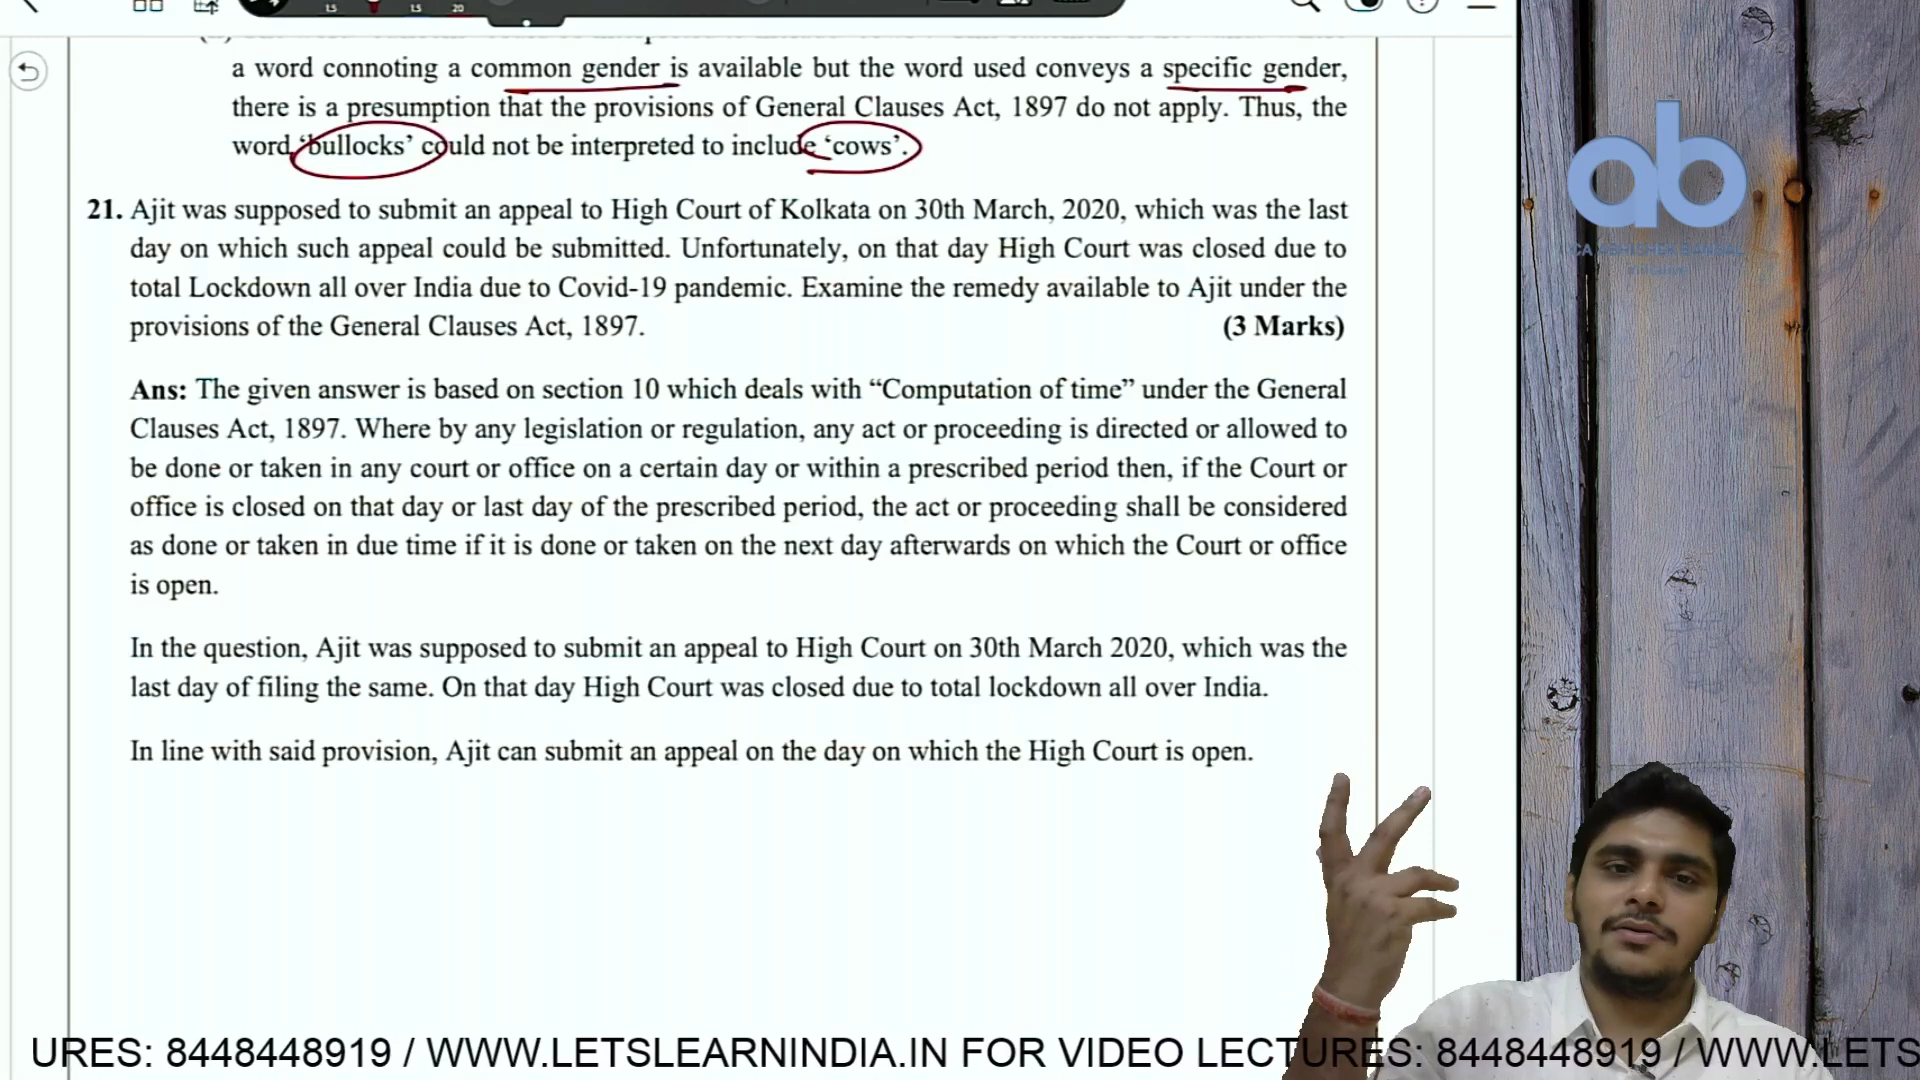 1.5 1.5 20
a word connoting a common gender is available but the word used conveys a specific gender,
there is a presumption that the provisions of General Clauses Act, 1897 do not apply. Thus, the
word ‘bullocks’ could not be interpreted to include ‘cows’.
21. Ajit was supposed to submit an appeal to High Court of Kolkata on 30th March, 2020, which was the last
day on which such appeal could be submitted. Unfortunately, on that day High Court was closed due to
total Lockdown all over India due to Covid-19 pandemic. Examine the remedy available to Ajit under the
provisions of the General Clauses Act, 1897. (3 Marks)
Ans: The given answer is based on section 10 which deals with “Computation of time” under the General
Clauses Act, 1897. Where by any legislation or regulation, any act or proceeding is directed or allowed to
be done or taken in any court or office on a certain day or within a prescribed period then, if the Court or
office is closed on that day or last day of the prescribed period, the act or proceeding shall be considered
as done or taken in due time if it is done or taken on the next day afterwards on which the Court or office
is open.
In the question, Ajit was supposed to submit an appeal to High Court on 30th March 2020, which was the
last day of filing the same. On that day High Court was closed due to total lockdown all over India.
In line with said provision, Ajit can submit an appeal on the day on which the High Court is open.
ab
CA
URES: 8448448919 / WWW.LETSLEARNINDIA.IN FOR VIDEO LECTURES: 8448448919 / WWW.LETS